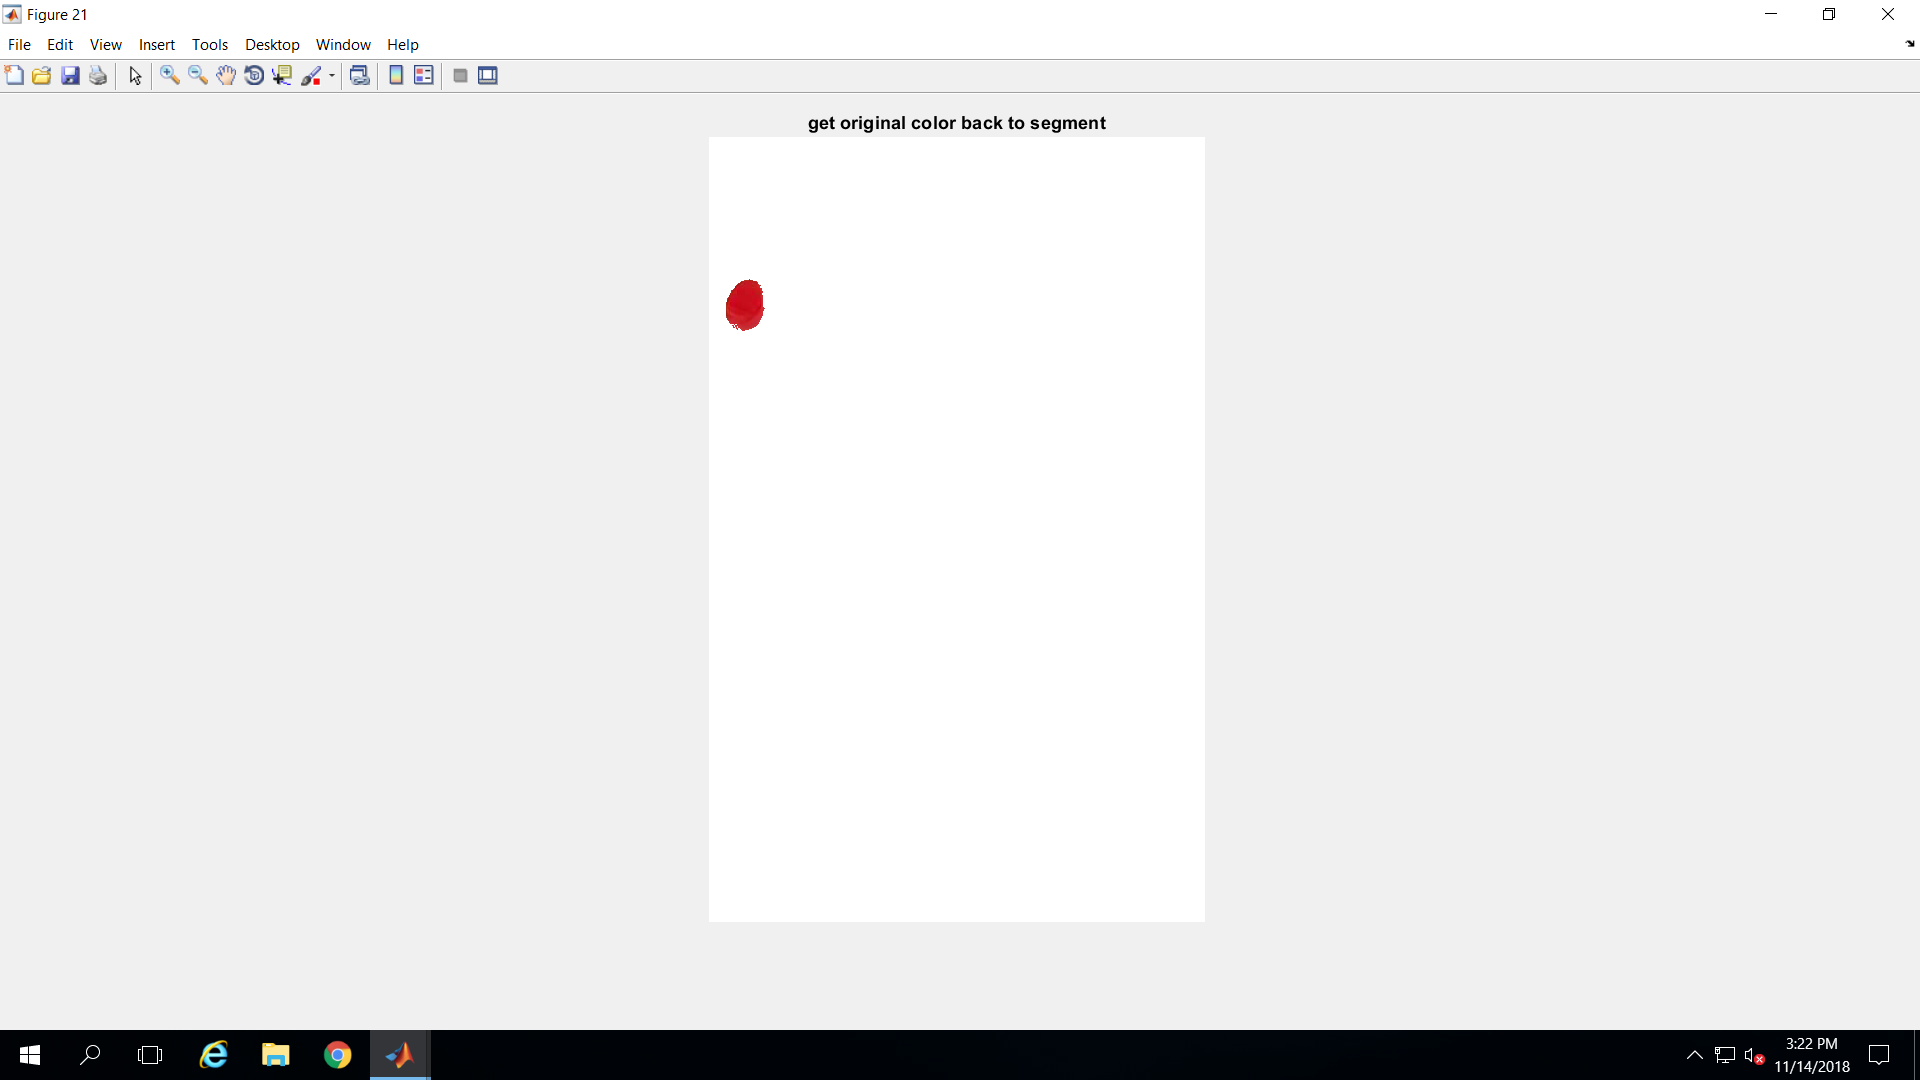 Figure 21
File Edit View Insert Tools Desktop Window Help
get original color back to segment
3:22 PM
11/14/2018